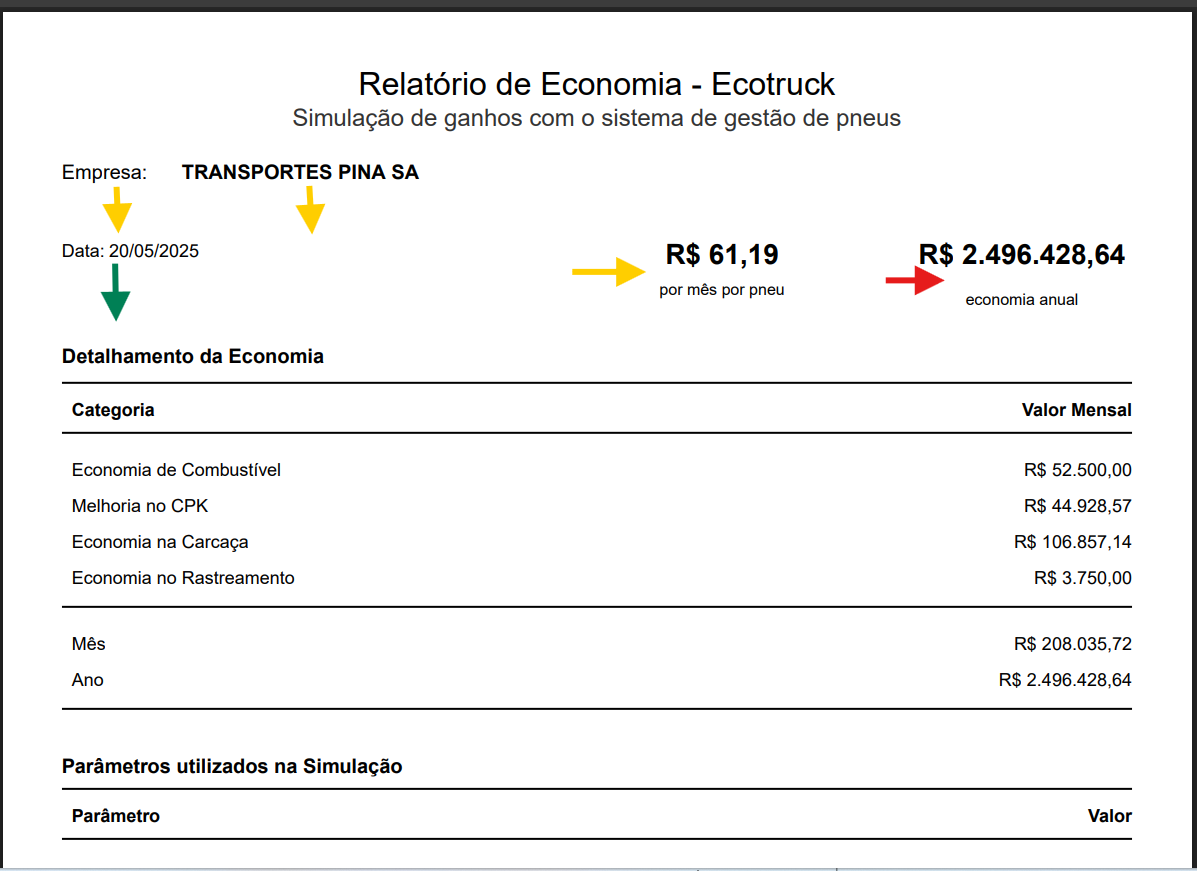 Relatório de Economia - Ecotruck
Simulação de ganhos com o sistema de gestão de pneus
Empresa: TRANSPORTES PINA SA
Data: 20/05/2025
R$ 61,19
por mês por pneu
R$ 2.496.428,64
economia anual
Detalhamento da Economia
Categoria Valor Mensal
Economia de Combustível R$ 52.500,00
Melhoria no CPK R$ 44.928,57
Economia na Carcaça R$ 106.857,14
Economia no Rastreamento R$ 3.750,00
Mês R$ 208.035,72
Ano R$ 2.496.428,64
Parâmetros utilizados na Simulação
Parâmetro Valor